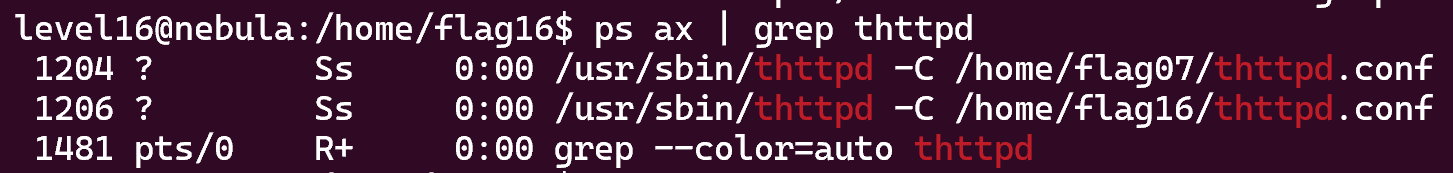 level16@nebula:/home/flag16$ ps ax | grep thttpd
 1204 ?        Ss     0:00 /usr/sbin/thttpd -C /home/flag07/thttpd.conf
 1206 ?        Ss     0:00 /usr/sbin/thttpd -C /home/flag16/thttpd.conf
 1481 pts/0    R+     0:00 grep --color=auto thttpd